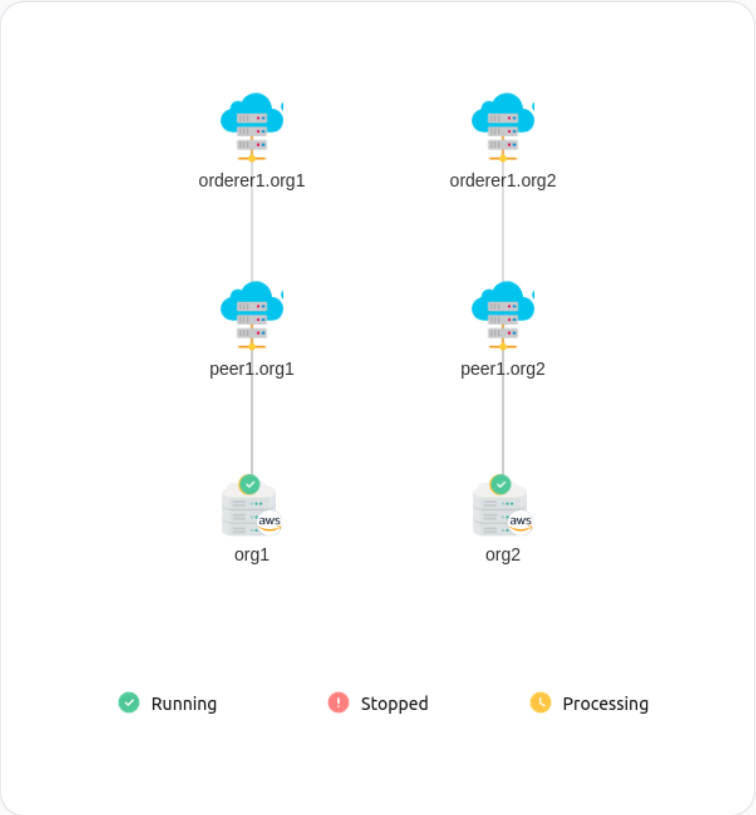 orderer1.org1
orderer1.org2
peer1.org1
peer1.org2
aws
aws
org1
org2
Running
Stopped
Processing